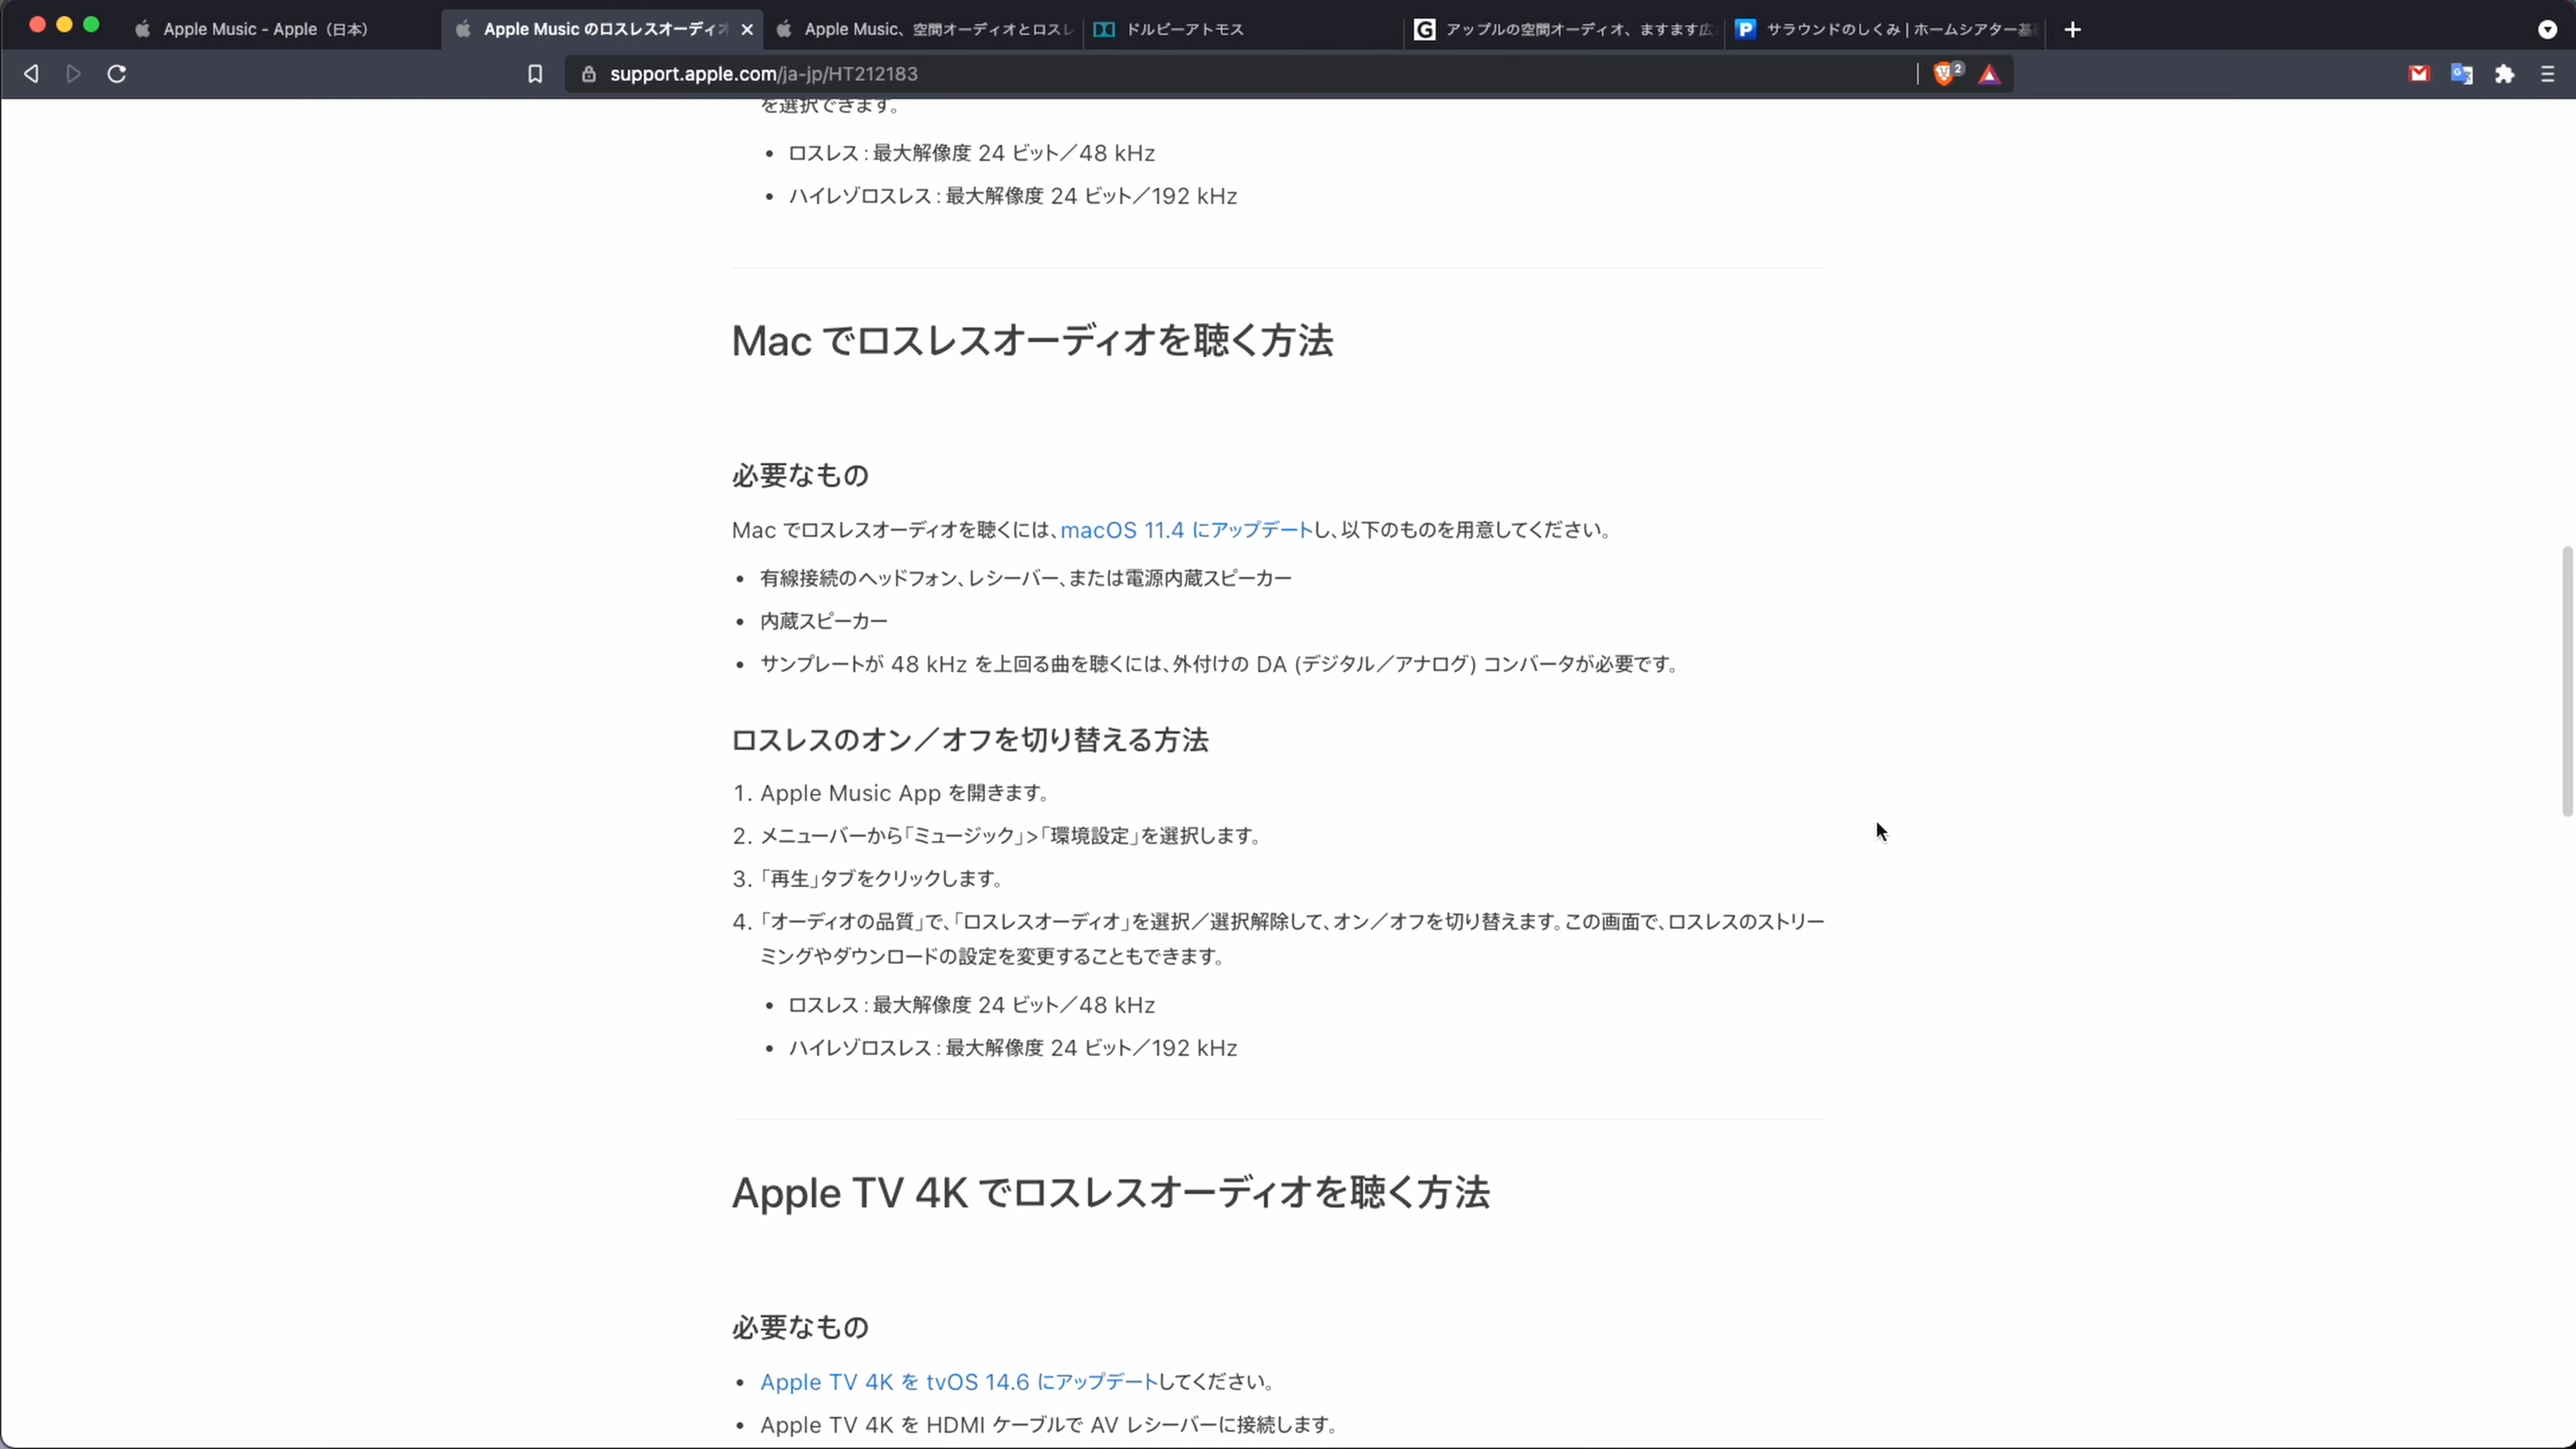 Apple Music - Apple（日本）
Apple Music のロスレスオーディオ
Apple Music、空間オーディオとロスレ
ドルビーアトモス
アップルの空間オーディオ、ますます広
サラウンドのしくみ | ホームシアター基
support.apple.com/ja-jp/HT212183
2
を選択できます。
• ロスレス：最大解像度 24 ビット／48 kHz
• ハイレゾロスレス：最大解像度 24 ビット／192 kHz
Mac でロスレスオーディオを聴く方法
必要なもの
Mac でロスレスオーディオを聴くには、macOS 11.4 にアップデートし、以下のものを用意してください。
• 有線接続のヘッドフォン、レシーバー、または電源内蔵スピーカー
• 内蔵スピーカー
• サンプレートが 48 kHz を上回る曲を聴くには、外付けの DA (デジタル／アナログ) コンバータが必要です。
ロスレスのオン／オフを切り替える方法
1. Apple Music App を開きます。
2. メニューバーから「ミュージック」>「環境設定」を選択します。
3. 「再生」タブをクリックします。
4. 「オーディオの品質」で、「ロスレスオーディオ」を選択／選択解除して、オン／オフを切り替えます。この画面で、ロスレスのストリー
ミングやダウンロードの設定を変更することもできます。
• ロスレス：最大解像度 24 ビット／48 kHz
• ハイレゾロスレス：最大解像度 24 ビット／192 kHz
Apple TV 4K でロスレスオーディオを聴く方法
必要なもの
• Apple TV 4K を tvOS 14.6 にアップデートしてください。
• Apple TV 4K を HDMI ケーブルで AV レシーバーに接続します。